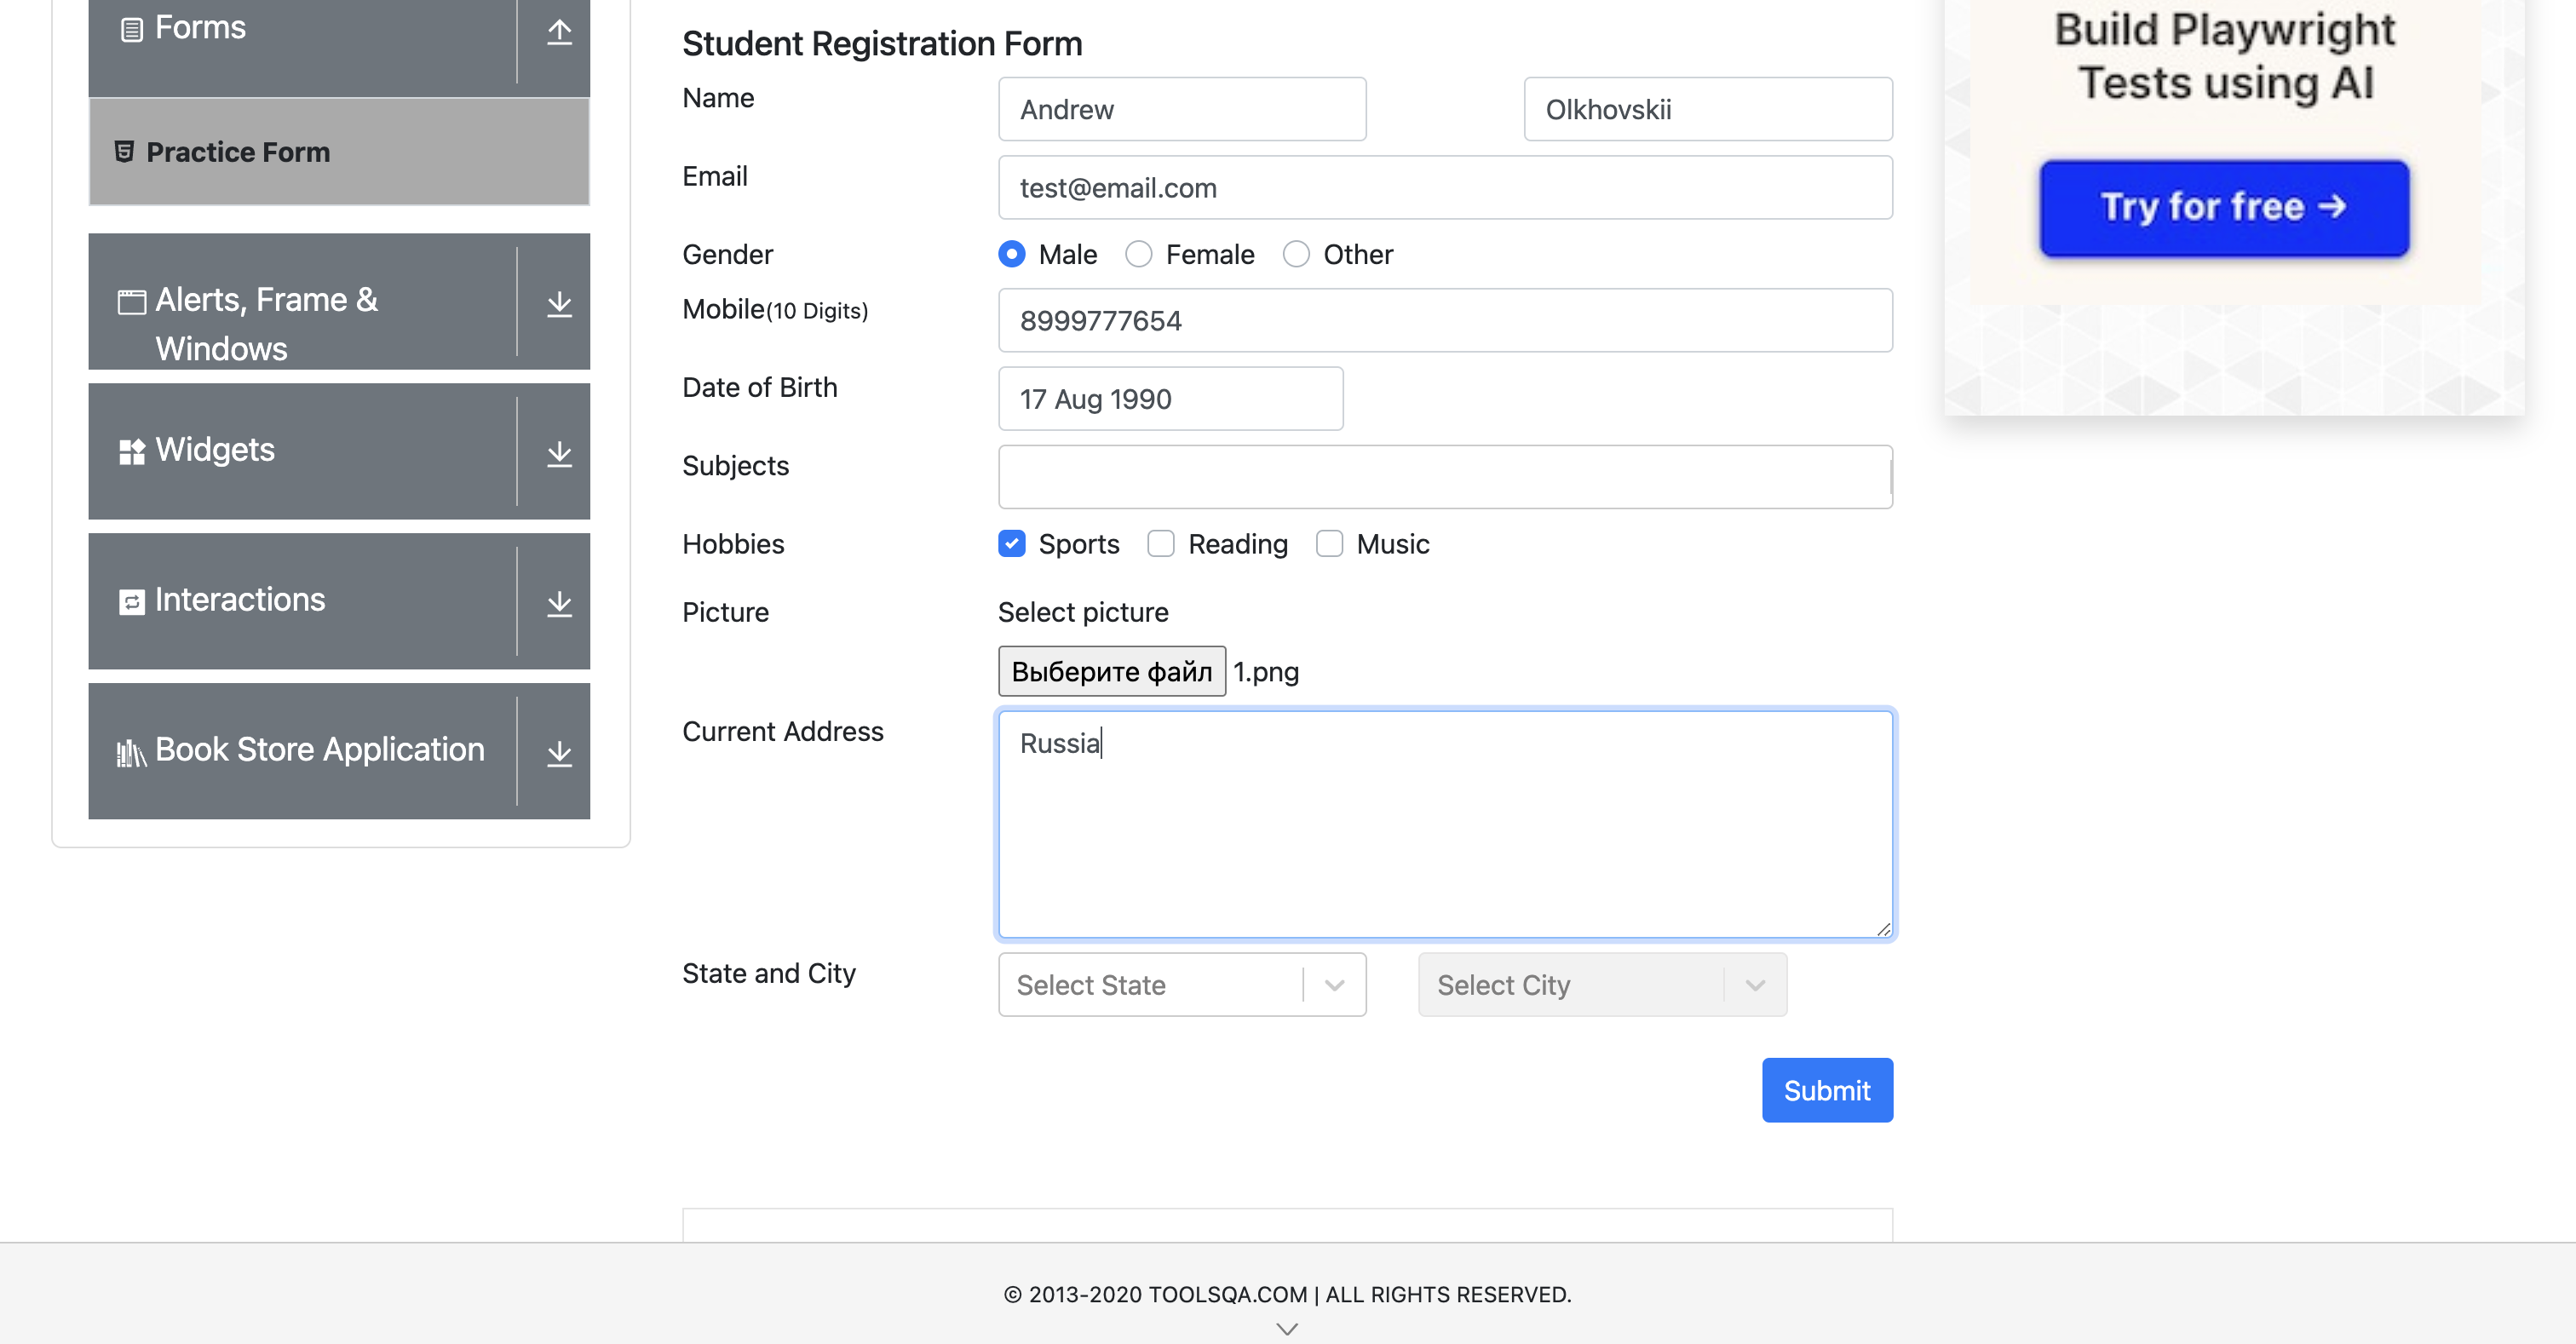 Forms
Practice Form
Alerts, Frame &
Windows
Widgets
Interactions
Book Store Application
Student Registration Form
Name
Andrew
Olkhovskii
Email
test@email.com
Gender
Male
Female
Other
Mobile(10 Digits)
8999777654
Date of Birth
17 Aug 1990
Subjects
Hobbies
Sports
Reading
Music
Picture
Select picture
Выберите файл 1.png
Current Address
Russia
State and City
Select State
Select City
Submit
Build Playwright
Tests using AI
Try for free →
© 2013-2020 TOOLSQA.COM | ALL RIGHTS RESERVED.